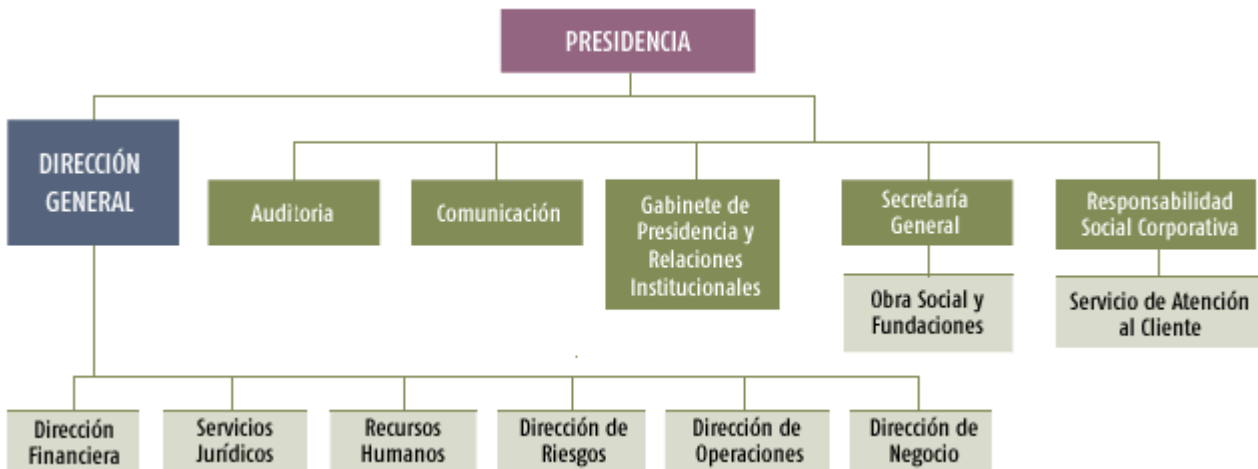 PRESIDENCIA
DIRECCIÓN
GENERAL
Auditoria
Comunicación
Gabinete de
Presidencia y
Relaciones
Institucionales
Secretaría
General
Responsabilidad
Social Corporativa
Obra Social y
Fundaciones
Servicio de Atención
al Cliente
Dirección
Financiera
Servicios
Jurídicos
Recursos
Humanos
Dirección de
Riesgos
Dirección de
Operaciones
Dirección de
Negocio